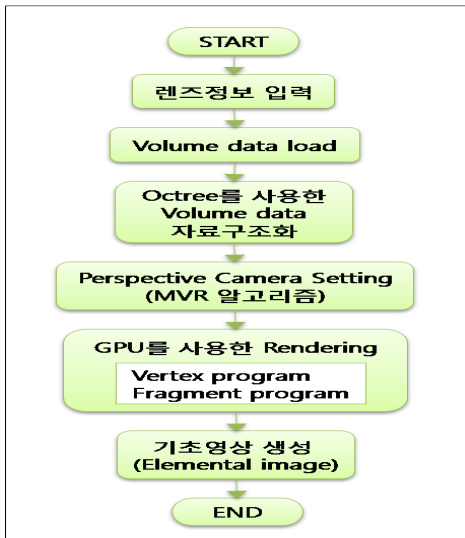 START
렌즈정보 입력
Volume data load
Octree를 사용한
Volume data
자료구조화
Perspective Camera Setting
(MVR 알고리즘)
GPU를 사용한 Rendering
Vertex program
Fragment program
기초영상 생성
(Elemental image)
END